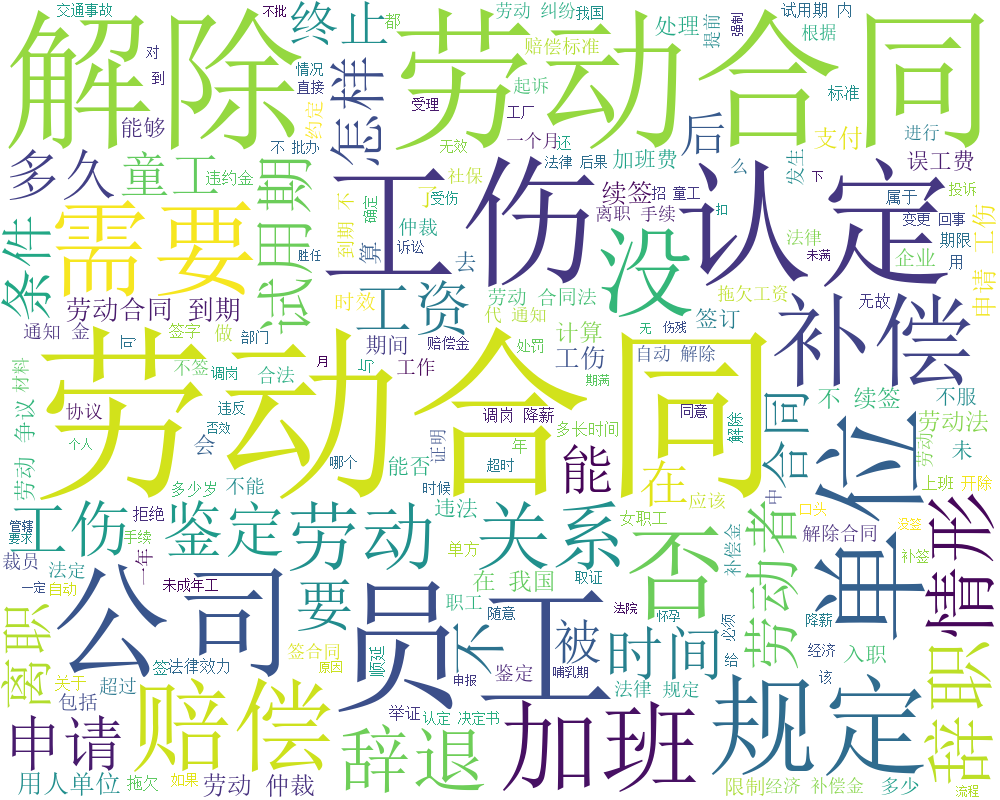 交通事故
不批
终止
都
劳动 纠纷
我国
处理
提前
强制
试用期 内
根据
解除
劳动合同
对
到
情况
直接
怎样
赔偿标准
起诉
标准
能够
约定
受理
工厂
后
支付
进行
不 批办
无效
一个月
还
多久
童工
违约金
社保
法律 后果
加班费
么
发生
误工费
工伤
认定
续签
招 童工
扣
下
属于
投诉
条件
需要
试用期
到期 不
了
受伤
确定
仲裁
离职 手续
没
法律
未满
变更
回事
胜任
算
诉讼
去
企业
期限
用
申请 工伤
劳动合同 到期
时效
工资
劳动 合同法
拖欠工资
无故
补偿
代 通知
签订
通知 金
签字
做
部门
可
期间
赔偿金
处罚
计算
无
伤残
不签
调岗
合法
月
与
工作
工伤
自动 解除
期满
劳动合同
材料
劳动 争议
协议
违反
否效
调岗 降薪
同意
解除
合同
不 续签
不服
单位
劳动法
个人
会
证明
年
多长时间
能
哪个
能否
超时
在
劳动
未
多少岁
不能
时候
应该
中
口头
上班
开除
工伤 鉴定
劳动 关系
违法
女职工
否
补偿金
劳动者
没签
情形
管辖
要求
拒绝
手续
单方
解除合同
补签
裁员
法定
一年
一定
自动
未成年工
公司
员工
要
在 我国
取证
职工
随意
法院
不
被
怀孕
时间
必须
给
降薪
经济
入职
该
离职
签
法律效力
签合同
原因
顺延
鉴定
申报
哺乳期
法律 规定
规定
辞职
关于
超过
包括
申请
赔偿
举证
认定 决定书
辞退
加班
用人单位
拖欠
如果
劳动 仲裁
限制
经济 补偿金
多少
流程